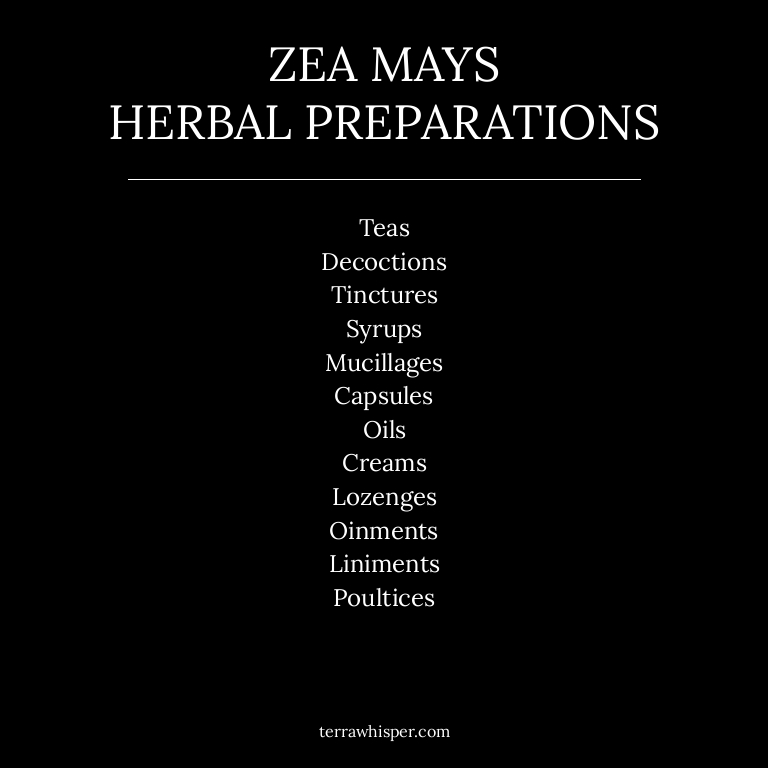 ZEA MAYS
HERBAL PREPARATIONS
Teas
Decoctions
Tinctures
Syrups
Mucillages
Capsules
Oils
Creams
Lozenges
Oinments
Liniments
Poultices
terrawhisper.com